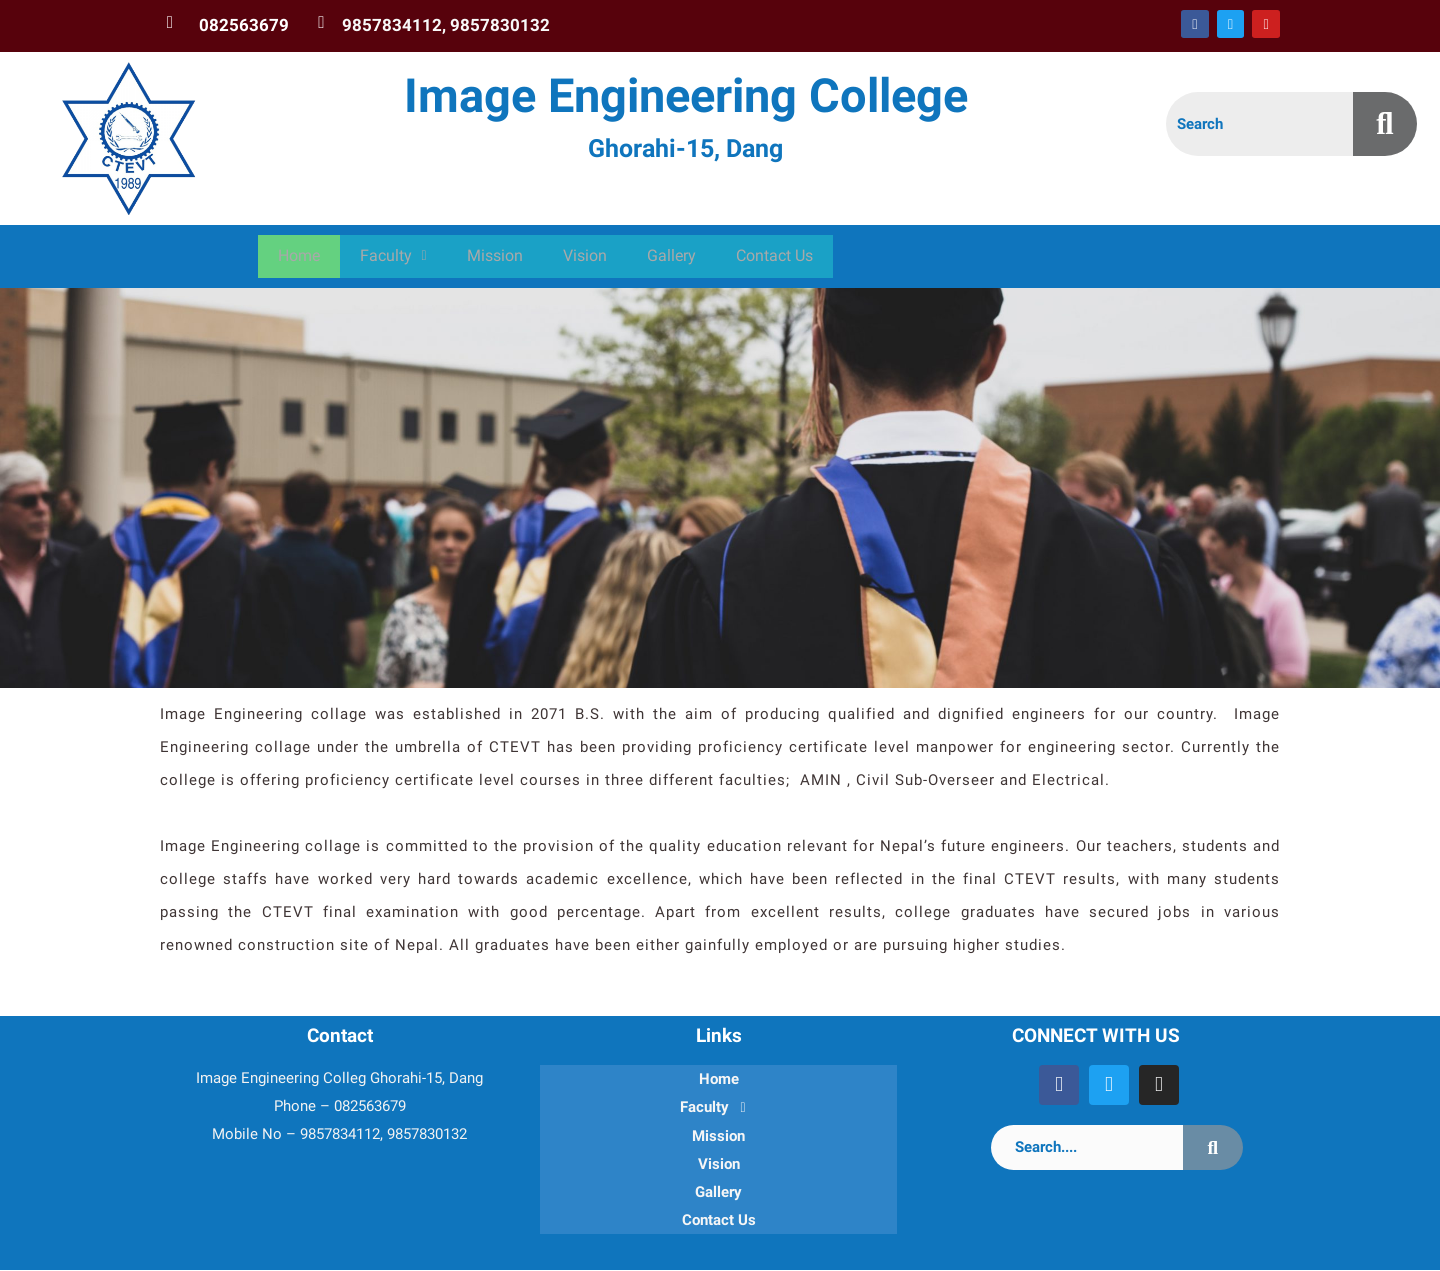 082563679 9857834112, 9857830132
CTEVT
1989
Image Engineering College
Ghorahi-15, Dang
Search
Home Faculty Mission Vision Gallery Contact Us
Image Engineering collage was established in 2071 B.S. with the aim of producing qualified and dignified engineers for our country. Image
Engineering collage under the umbrella of CTEVT has been providing proficiency certificate level manpower for engineering sector. Currently the
college is offering proficiency certificate level courses in three different faculties; AMIN , Civil Sub-Overseer and Electrical.
Image Engineering collage is committed to the provision of the quality education relevant for Nepal’s future engineers. Our teachers, students and
college staffs have worked very hard towards academic excellence, which have been reflected in the final CTEVT results, with many students
passing the CTEVT final examination with good percentage. Apart from excellent results, college graduates have secured jobs in various
renowned construction site of Nepal. All graduates have been either gainfully employed or are pursuing higher studies.
Contact
Image Engineering Colleg Ghorahi-15, Dang
Phone – 082563679
Mobile No – 9857834112, 9857830132
Links
Home
Faculty
Mission
Vision
Gallery
Contact Us
CONNECT WITH US
Search....